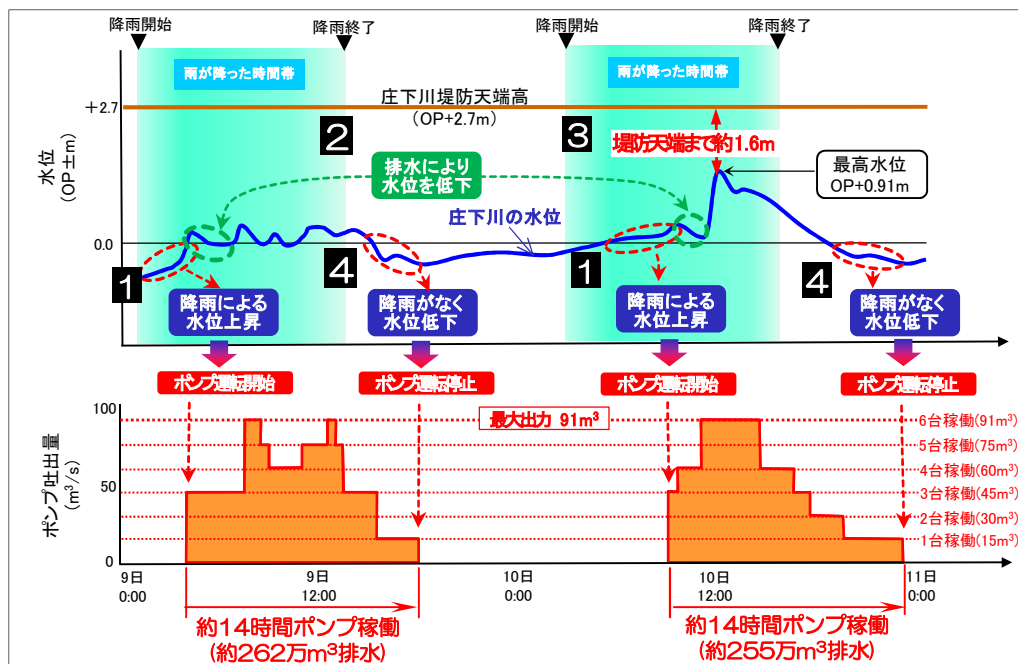 降雨開始
降雨終了
降雨開始
降雨終了
雨が降った時間帯
雨が降った時間帯
庄下川堤防天端高
(OP+2.7m)
+2.7
水位
(OP±m)
0.0
2
3
堤防天端まで約1.6m
排水により
水位を低下
最高水位
OP+0.91m
庄下川の水位
1
4
1
4
降雨による
水位上昇
降雨がなく
水位低下
降雨による
水位上昇
降雨がなく
水位低下
ポンプ運転開始
ポンプ運転停止
ポンプ運転開始
ポンプ運転停止
ポンプ吐出量
(m³/s)
100
50
0
最大出力 91m³
6台稼働(91m³)
5台稼働(75m³)
4台稼働(60m³)
3台稼働(45m³)
2台稼働(30m³)
1台稼働(15m³)
9日
0:00
9日
12:00
10日
0:00
10日
12:00
11日
0:00
約14時間ポンプ稼働
(約262万m³排水)
約14時間ポンプ稼働
(約255万m³排水)